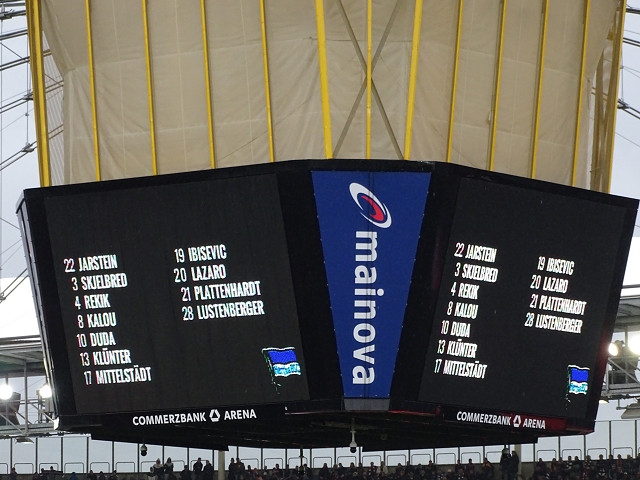 22 JARSTEIN
3 SKJELBRED
4 REKIK
8 KALOU
10 DUDA
13 KLÜNTER
17 MITTELSTÄDT
19 IBISEVIC
20 LAZARO
21 PLATTENHARDT
28 LUSTENBERGER
COMMERZBANK ARENA
mainova
22 JARSTEIN
3 SKJELBRED
4 REKIK
8 KALOU
10 DUDA
13 KLÜNTER
17 MITTELSTÄDT
19 IBISEVIC
20 LAZARO
21 PLATTENHARDT
28 LUSTENBERGER
COMMERZBANK ARENA